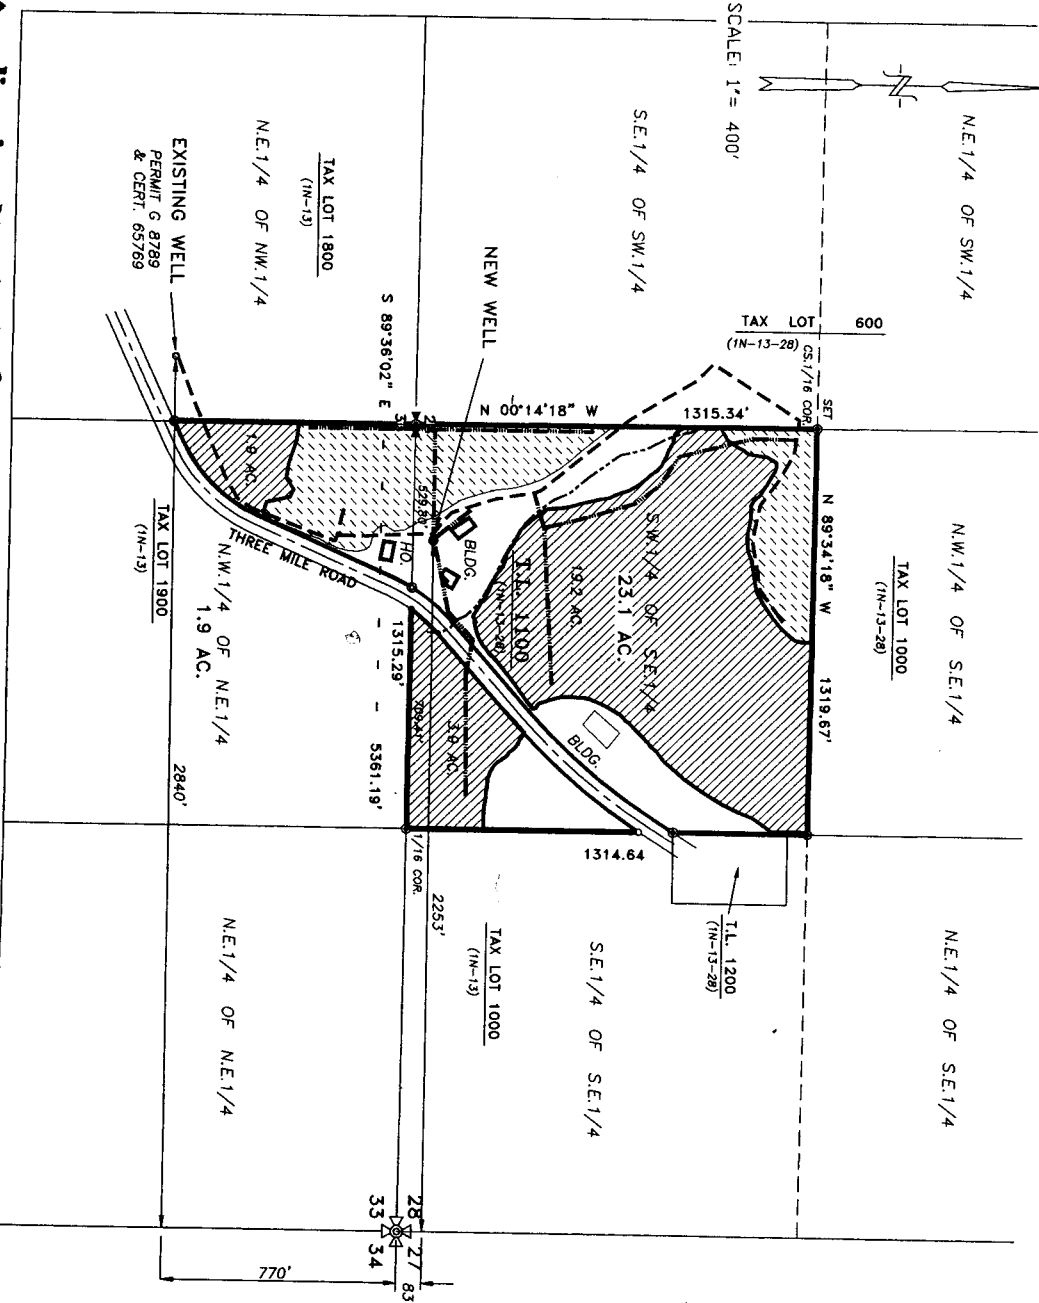 SCALE: 1"= 400'
N
N.E.1/4 OF SW.1/4
S.E.1/4 OF SW.1/4
N.E.1/4 OF NW.1/4
TAX LOT 1800
(1N-13)
EXISTING WELL
PERMIT G 8789
& CERT. 65769
NEW WELL
TAX LOT 600
(1N-13-28)
CS.1/16 COR.
SET
S 89°36'02" E
N 00°14'18" W
1315.34'
N 89°34'18" W
1319.67'
N.W.1/4 OF S.E.1/4
TAX LOT 1000
(1N-13-28)
S.W.1/4 OF S.E.1/4
23.1 AC.
19.2 AC.
T.L. 1100
(1N-13-28)
BLDG.
HO.
529.80'
1.9 AC.
THREE MILE ROAD
TAX LOT 1900
(1N-13)
N.W.1/4 OF N.E.1/4
1.9 AC.
1315.29'
709.41'
3.9 AC.
BLDG.
5361.19'
2840'
1/16 COR.
2253'
1314.64
T.L. 1200
(1N-13-28)
TAX LOT 1000
(1N-13)
N.E.1/4 OF S.E.1/4
S.E.1/4 OF S.E.1/4
N.E.1/4 OF N.E.1/4
28 27
33 34
83
770'